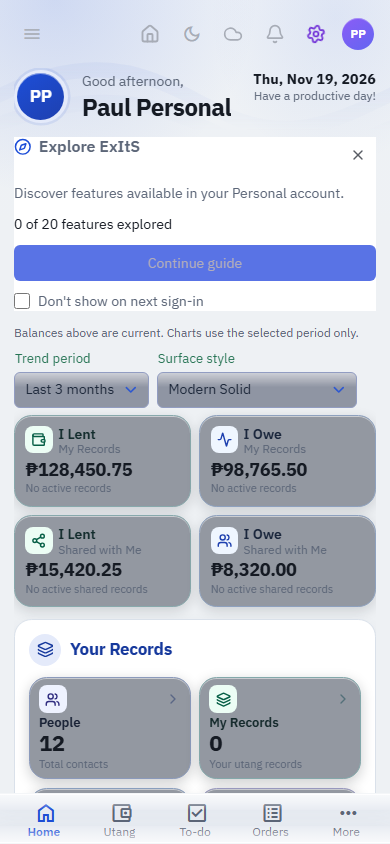 PP
Good afternoon,
Paul Personal
Thu, Nov 19, 2026
Have a productive day!
PP
Explore ExItS
Discover features available in your Personal account.
0 of 20 features explored
Continue guide
Don't show on next sign-in
Balances above are current. Charts use the selected period only.
Trend period
Surface style
Last 3 months
Modern Solid
I Lent
My Records
₱128,450.75
No active records
I Owe
My Records
₱98,765.50
No active records
I Lent
Shared with Me
₱15,420.25
No active shared records
I Owe
Shared with Me
₱8,320.00
No active shared records
Your Records
People
12
Total contacts
My Records
0
Your utang records
Home
Utang
To-do
Orders
More